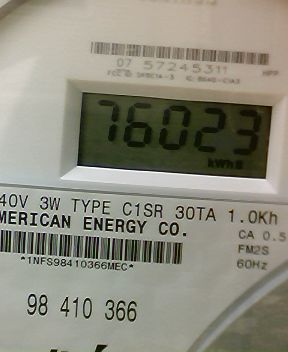 07 57245311
HPP
76023
kWh
40V 3W TYPE C1SR 30TA 1.0Kh
MERICAN ENERGY CO.
CA 0.5
FM2S
*1NFS98410366MEC*
60Hz
98 410 366